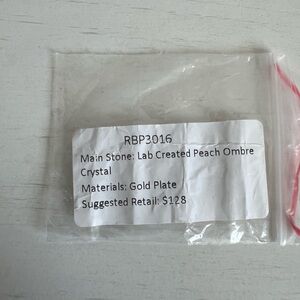 RBP3016
Main Stone: Lab Created Peach Ombre
Crystal
Materials: Gold Plate
Suggested Retail: $128